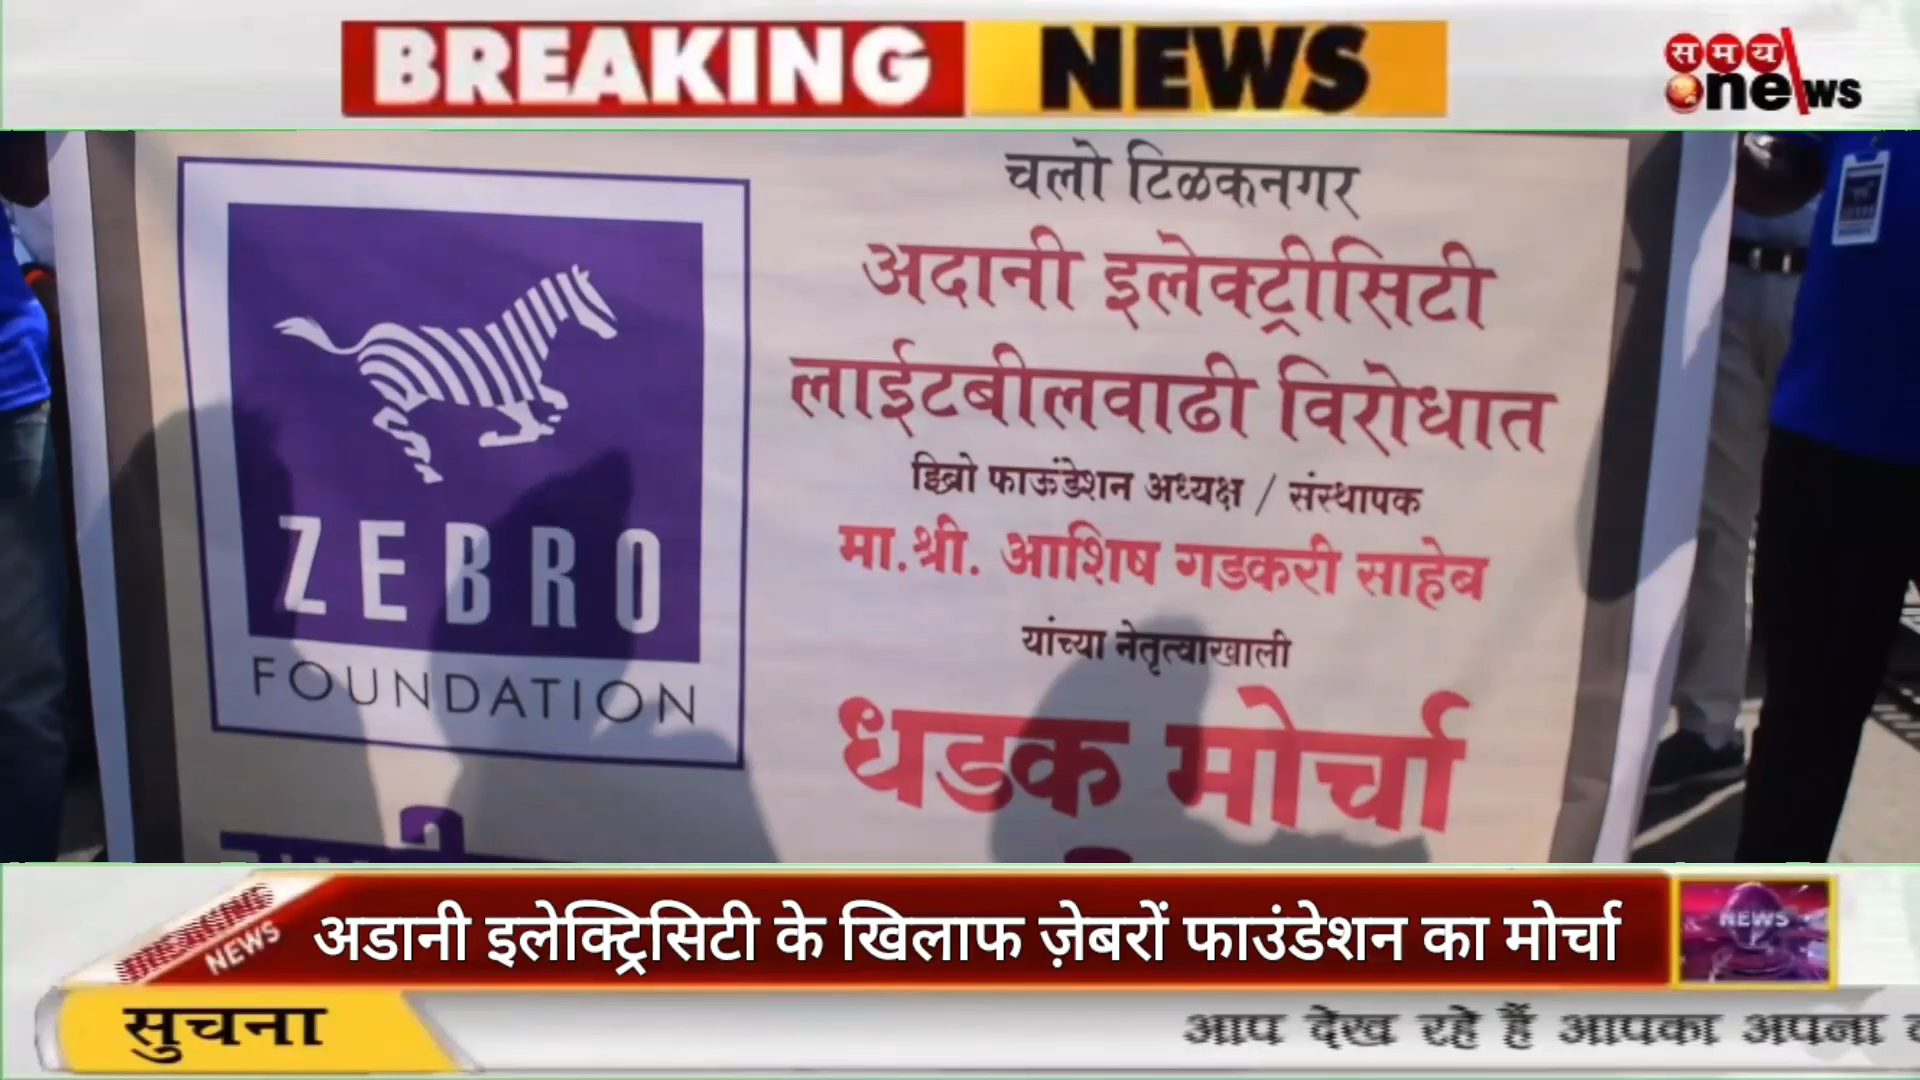 BREAKING NEWS
समय
news
चलो टिळकनगर
अदानी इलेक्ट्रीसिटी
लाईटबीलवाढी विरोधात
झिब्रो फाऊंडेशन अध्यक्ष / संस्थापक
मा.श्री. आशिष गडकरी साहेब
यांच्या नेतृत्वाखाली
धडक मोर्चा
ZEBRO
FOUNDATION
BREAKING
NEWS
अडानी इलेक्ट्रिसिटी के खिलाफ ज़ेबरों फाउंडेशन का मोर्चा
NEWS
सुचना
आप देख रहे हैं आपका अपना